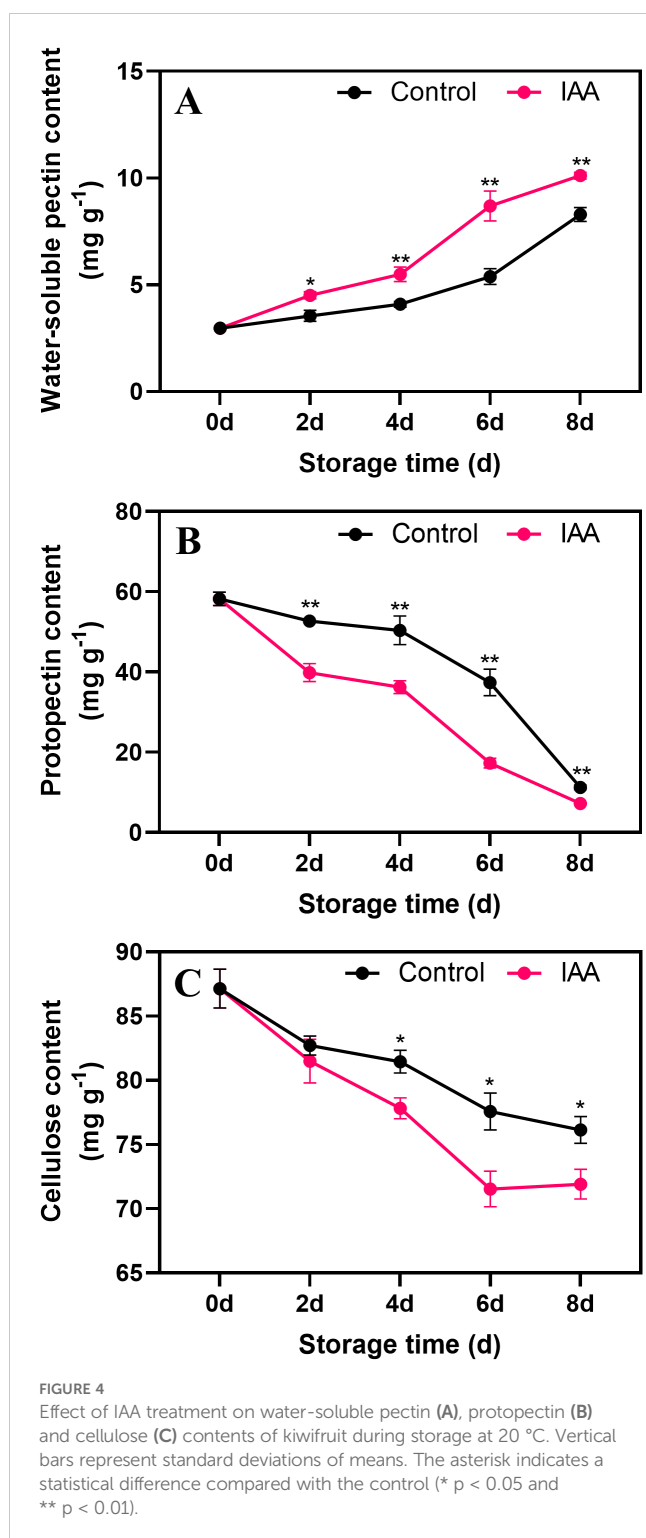 A
Control
IAA
Water-soluble pectin content
(mg g⁻¹)
15
10
5
0
*
**
**
**
0d 2d 4d 6d 8d
Storage time (d)
B
Control
IAA
Protopectin content
(mg g⁻¹)
80
60
40
20
0
**
**
**
**
0d 2d 4d 6d 8d
Storage time (d)
C
Control
IAA
Cellulose content
(mg g⁻¹)
90
85
80
75
70
65
*
*
*
0d 2d 4d 6d 8d
Storage time (d)
FIGURE 4
Effect of IAA treatment on water-soluble pectin (A), protopectin (B)
and cellulose (C) contents of kiwifruit during storage at 20 °C. Vertical
bars represent standard deviations of means. The asterisk indicates a
statistical difference compared with the control (* p < 0.05 and
** p < 0.01).